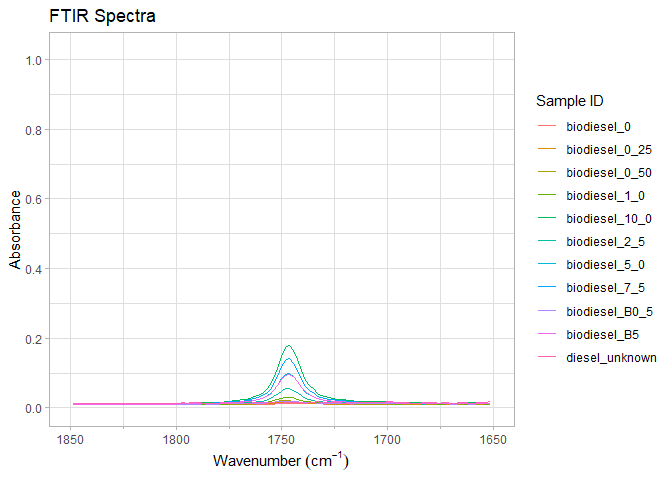 FTIR Spectra
Absorbance
1.0
0.8
0.6
0.4
0.2
0.0
1850 1800 1750 1700 1650
Wavenumber (cm⁻¹)
Sample ID
biodiesel_0
biodiesel_0_25
biodiesel_0_50
biodiesel_1_0
biodiesel_10_0
biodiesel_2_5
biodiesel_5_0
biodiesel_7_5
biodiesel_B0_5
biodiesel_B5
diesel_unknown